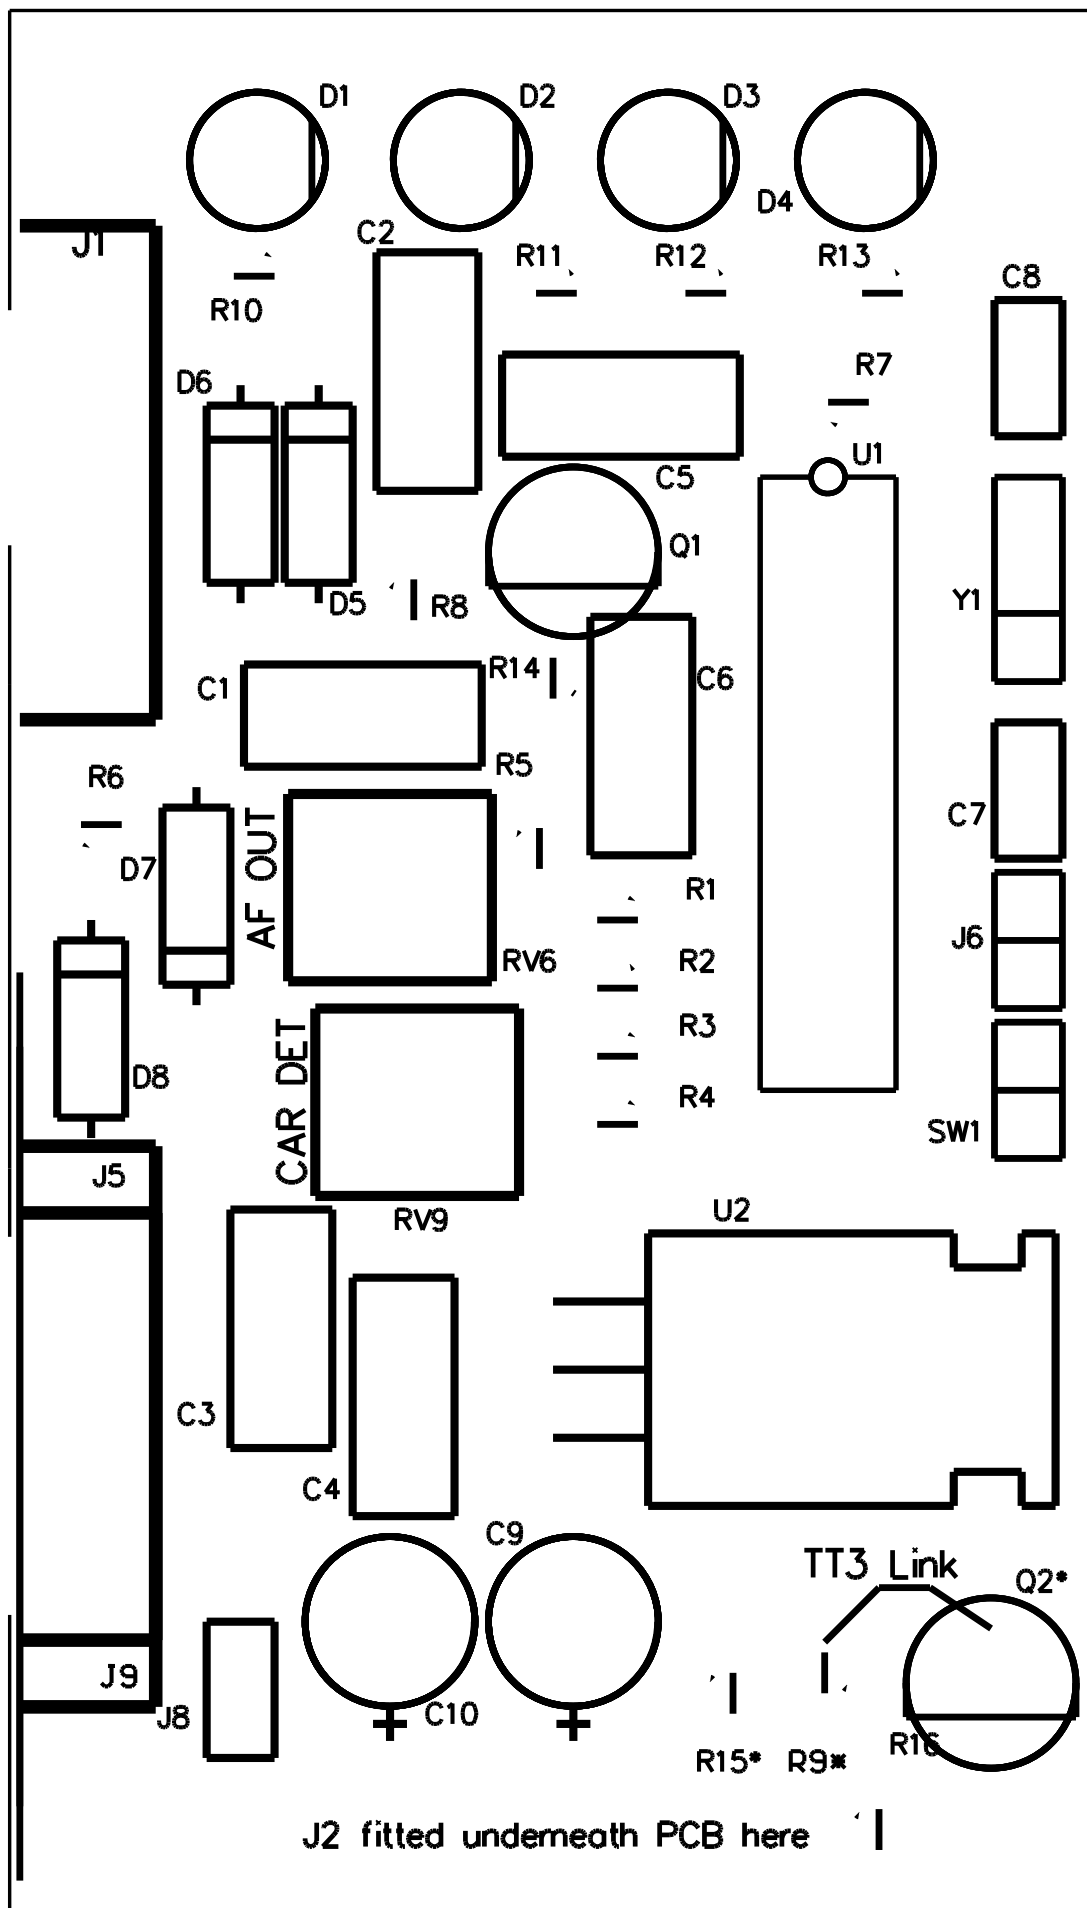 D1
D2
D3
D4
J1
C2
R11
R12
R13
C8
R10
R7
D6
U1
C5
Q1
Y1
D5
R8
R14
C6
C1
R5
R6
C7
D7
AF OUT
R1
J6
RV6
R2
R3
CAR DET
D8
R4
SW1
J5
RV9
U2
C3
C4
C9
TT3 Link
Q2*
J9
J8
C10
R16
R15*
R9*
J2 fitted underneath PCB here